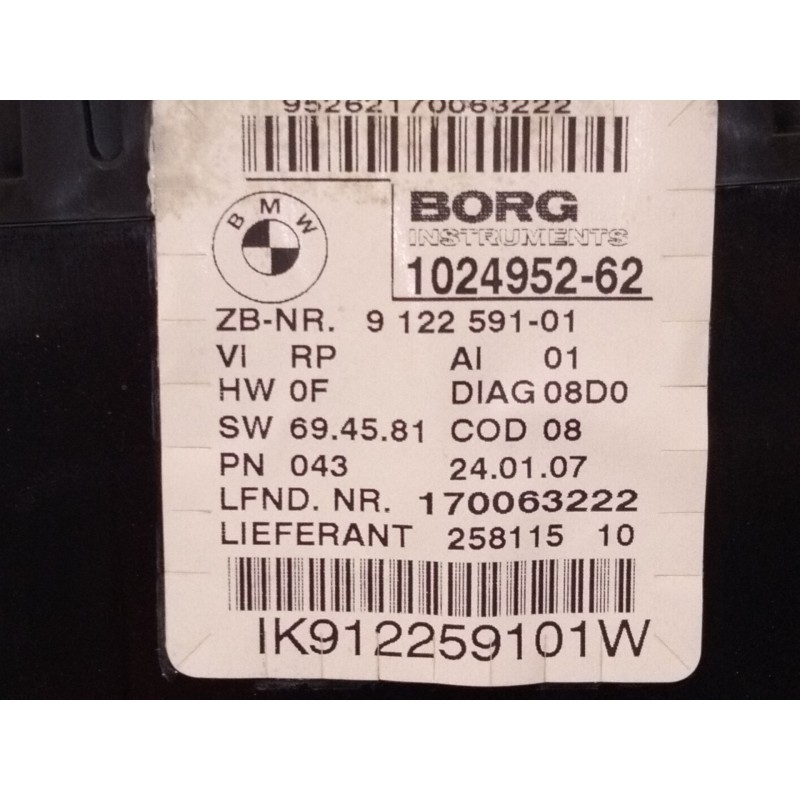 95262170063222
BMW
BORG
INSTRUMENTS
1024952-62
ZB-NR. 9 122 591-01
VI RP AI 01
HW 0F DIAG 08D0
SW 69.45.81 COD 08
PN 043 24.01.07
LFND. NR. 170063222
LIEFERANT 258115 10
IK912259101W